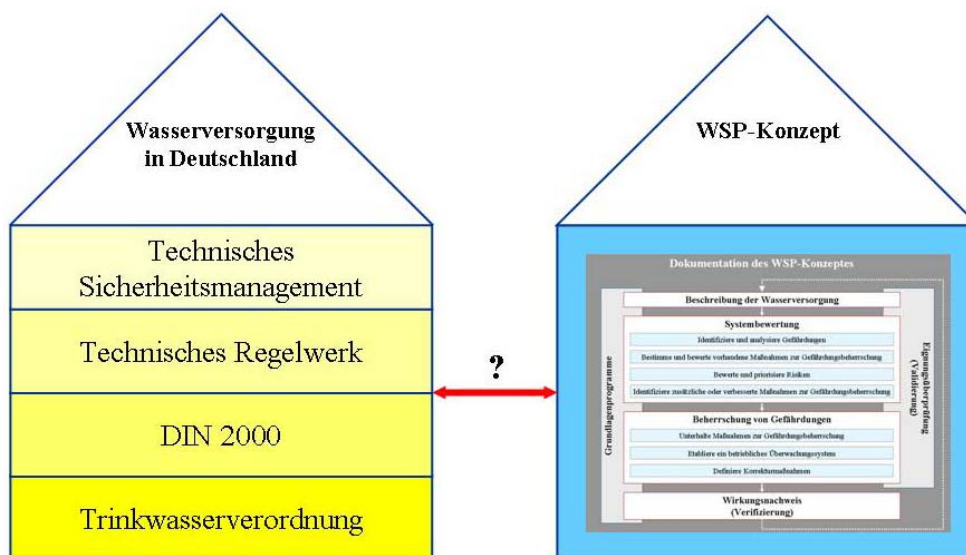 Wasserversorgung
in Deutschland
Technisches
Sicherheitsmanagement
Technisches Regelwerk
DIN 2000
Trinkwasserverordnung
?
WSP-Konzept
Dokumentation des WSP-Konzeptes
Grundlagenprogramme
Beschreibung der Wasserversorgung
Systembewertung
Identifiziere und analysiere Gefährdungen
Bestimme und bewerte vorhandene Maßnahmen zur Gefährdungsbeherrschung
Bewerte und priorisiere Risiken
Identifiziere zusätzliche oder verbesserte Maßnahmen zur Gefährdungsbeherrschung
Beherrschung von Gefährdungen
Unterhalte Maßnahmen zur Gefährdungsbeherrschung
Etabliere ein betriebliches Überwachungssystem
Definiere Korrekturmaßnahmen
Wirkungsnachweis
(Verifizierung)
Eignungsüberprüfung
(Validierung)